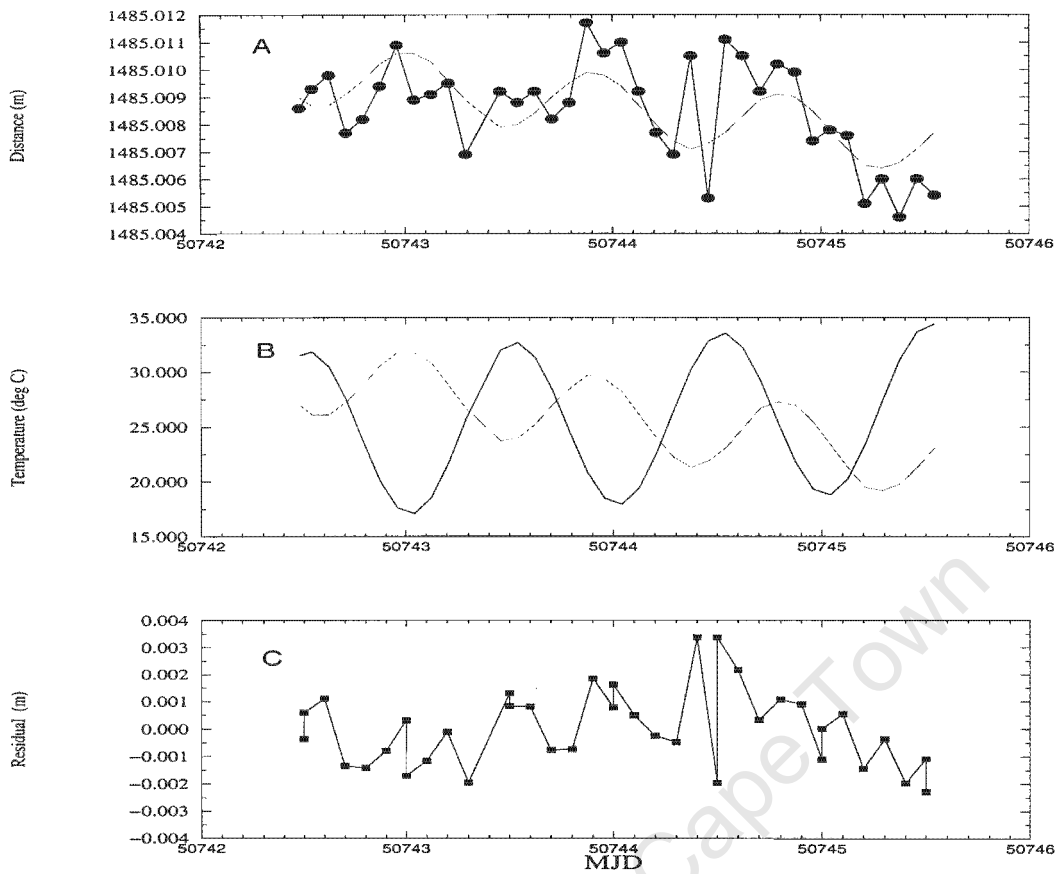 1485.012
1485.011
1485.010
1485.009
1485.008
1485.007
1485.006
1485.005
1485.004
Distance (m)
A
50742 50743 50744 50745 50746
35.000
30.000
25.000
20.000
15.000
Temperature (deg C)
B
50742 50743 50744 50745 50746
0.004
0.003
0.002
0.001
0.000
−0.001
−0.002
−0.003
−0.004
Residual (m)
C
50742 50743 50744 50745 50746
MJD
Cape Town